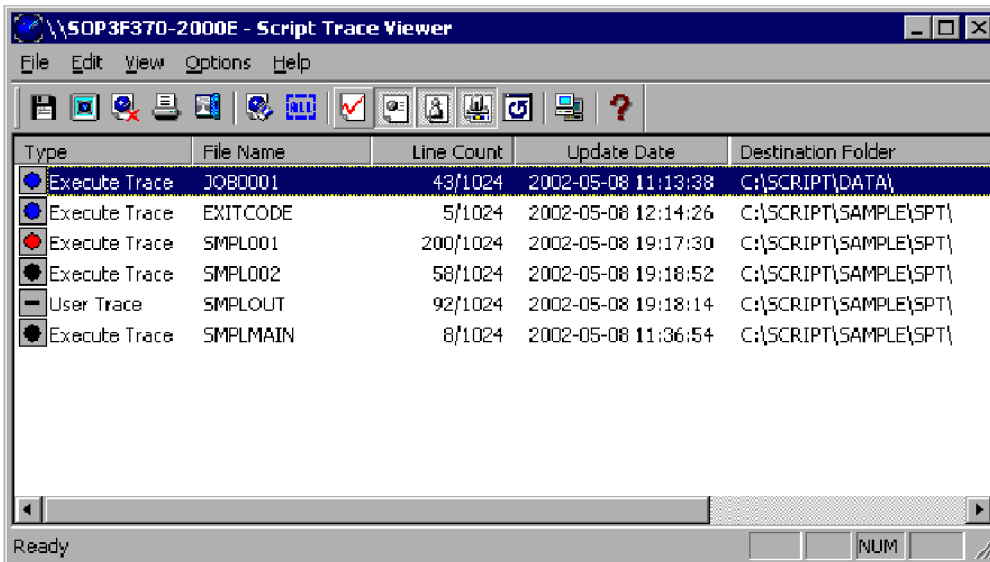 \\SOP3F370-2000E - Script Trace Viewer
File Edit View Options Help
ALL ?
Type File Name Line Count Update Date Destination Folder
Execute Trace JOB0001 43/1024 2002-05-08 11:13:38 C:\SCRIPT\DATA\
Execute Trace EXITCODE 5/1024 2002-05-08 12:14:26 C:\SCRIPT\SAMPLE\SPT\
Execute Trace SMPL001 200/1024 2002-05-08 19:17:30 C:\SCRIPT\SAMPLE\SPT\
Execute Trace SMPL002 58/1024 2002-05-08 19:18:52 C:\SCRIPT\SAMPLE\SPT\
User Trace SMPLOUT 92/1024 2002-05-08 19:18:14 C:\SCRIPT\SAMPLE\SPT\
Execute Trace SMPLMAIN 8/1024 2002-05-08 11:36:54 C:\SCRIPT\SAMPLE\SPT\
Ready NUM